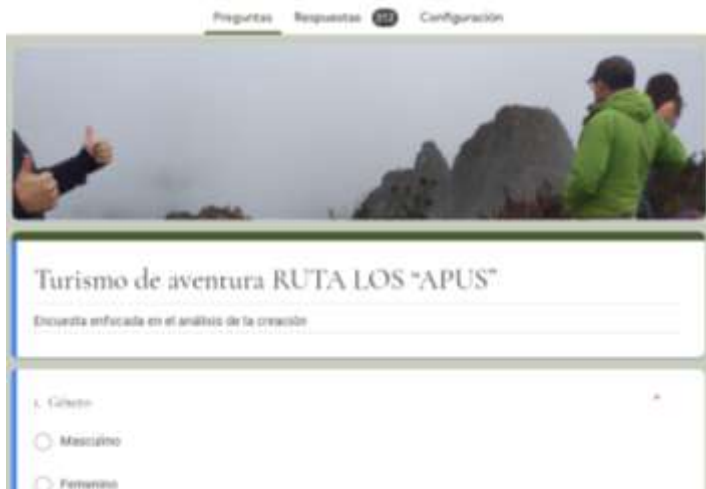 Preguntas Respuestas Configuración
Turismo de aventura RUTA LOS “APUS”
Encuesta enfocada en el análisis de la creación
1. Género
Masculino
Femenino